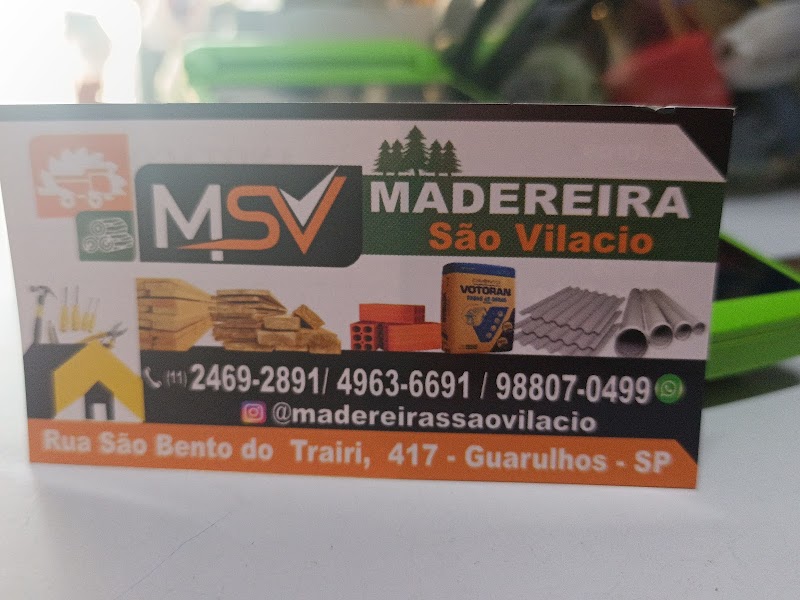 MSV
MADEREIRA
São Vilacio
VOTORAN
(11) 2469-2891/ 4963-6691 / 98807-0499
@madereirassaovilacio
Rua São Bento do Trairi, 417 - Guarulhos - SP